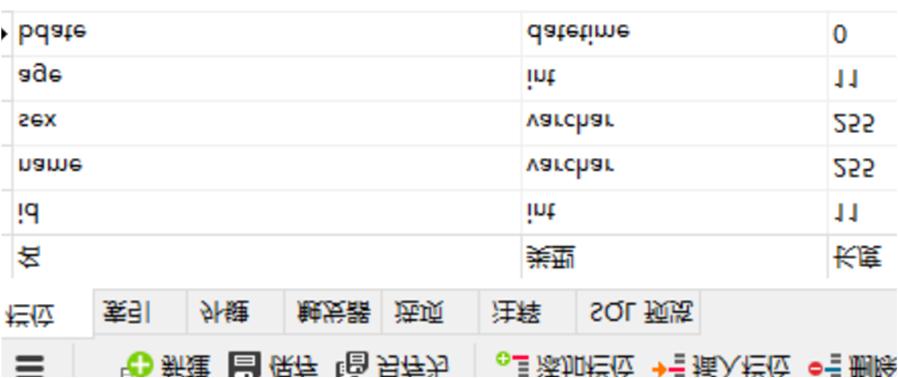 新建 保存 另存为 添加栏位 插入栏位 删除
栏位 索引 外键 触发器 选项 注释 SQL 预览
名 类型 长度
id int 11
name varchar 255
sex varchar 255
age int 11
bdate datetime 0